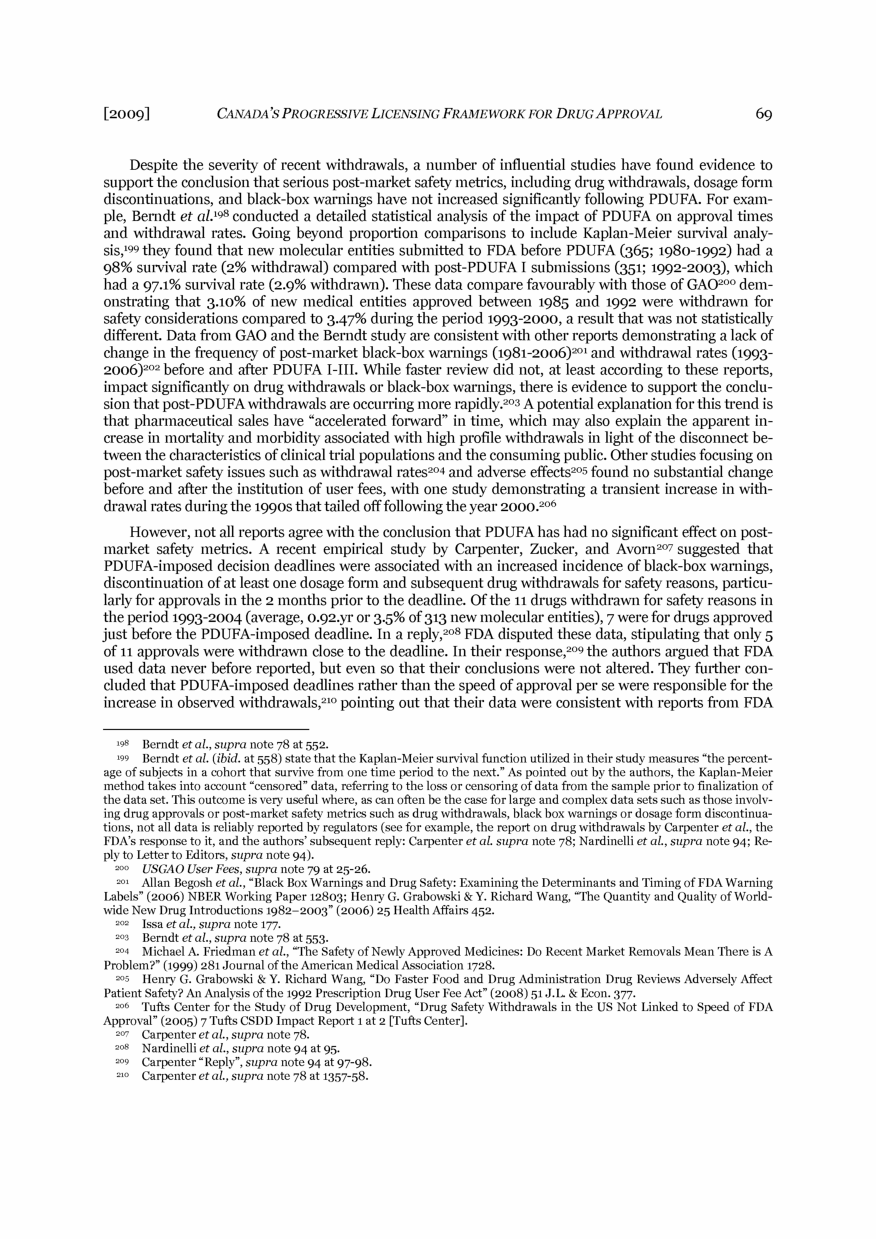 [2009] CANADA'S PROGRESSIVE LICENSING FRAMEWORK FOR DRUG APPROVAL 69
Despite the severity of recent withdrawals, a number of influential studies have found evidence to
support the conclusion that serious post-market safety metrics, including drug withdrawals, dosage form
discontinuations, and black-box warnings have not increased significantly following PDUFA. For exam-
ple, Berndt et al.198 conducted a detailed statistical analysis of the impact of PDUFA on approval times
and withdrawal rates. Going beyond proportion comparisons to include Kaplan-Meier survival analy-
sis,199 they found that new molecular entities submitted to FDA before PDUFA (365; 1980-1992) had a
98% survival rate (2% withdrawal) compared with post-PDUFA I submissions (351; 1992-2003), which
had a 97.1% survival rate (2.9% withdrawn). These data compare favourably with those of GAO200 dem-
onstrating that 3.10% of new medical entities approved between 1985 and 1992 were withdrawn for
safety considerations compared to 3.47% during the period 1993-2000, a result that was not statistically
different. Data from GAO and the Berndt study are consistent with other reports demonstrating a lack of
change in the frequency of post-market black-box warnings (1981-2006)201 and withdrawal rates (1993-
2006)202 before and after PDUFA I-III. While faster review did not, at least according to these reports,
impact significantly on drug withdrawals or black-box warnings, there is evidence to support the conclu-
sion that post-PDUFA withdrawals are occurring more rapidly.203 A potential explanation for this trend is
that pharmaceutical sales have “accelerated forward” in time, which may also explain the apparent in-
crease in mortality and morbidity associated with high profile withdrawals in light of the disconnect be-
tween the characteristics of clinical trial populations and the consuming public. Other studies focusing on
post-market safety issues such as withdrawal rates204 and adverse effects205 found no substantial change
before and after the institution of user fees, with one study demonstrating a transient increase in with-
drawal rates during the 1990s that tailed off following the year 2000.206
However, not all reports agree with the conclusion that PDUFA has had no significant effect on post-
market safety metrics. A recent empirical study by Carpenter, Zucker, and Avorn207 suggested that
PDUFA-imposed decision deadlines were associated with an increased incidence of black-box warnings,
discontinuation of at least one dosage form and subsequent drug withdrawals for safety reasons, particu-
larly for approvals in the 2 months prior to the deadline. Of the 11 drugs withdrawn for safety reasons in
the period 1993-2004 (average, 0.92.yr or 3.5% of 313 new molecular entities), 7 were for drugs approved
just before the PDUFA-imposed deadline. In a reply,208 FDA disputed these data, stipulating that only 5
of 11 approvals were withdrawn close to the deadline. In their response,209 the authors argued that FDA
used data never before reported, but even so that their conclusions were not altered. They further con-
cluded that PDUFA-imposed deadlines rather than the speed of approval per se were responsible for the
increase in observed withdrawals,210 pointing out that their data were consistent with reports from FDA
198 Berndt et al., supra note 78 at 552.
199 Berndt et al. (ibid. at 558) state that the Kaplan-Meier survival function utilized in their study measures “the percent-
age of subjects in a cohort that survive from one time period to the next.” As pointed out by the authors, the Kaplan-Meier
method takes into account “censored” data, referring to the loss or censoring of data from the sample prior to finalization of
the data set. This outcome is very useful where, as can often be the case for large and complex data sets such as those involv-
ing drug approvals or post-market safety metrics such as drug withdrawals, black box warnings or dosage form discontinua-
tions, not all data is reliably reported by regulators (see for example, the report on drug withdrawals by Carpenter et al., the
FDA’s response to it, and the authors’ subsequent reply: Carpenter et al. supra note 78; Nardinelli et al., supra note 94; Re-
ply to Letter to Editors, supra note 94).
200 USGAO User Fees, supra note 79 at 25-26.
201 Allan Begosh et al., “Black Box Warnings and Drug Safety: Examining the Determinants and Timing of FDA Warning
Labels” (2006) NBER Working Paper 12803; Henry G. Grabowski & Y. Richard Wang, “The Quantity and Quality of World-
wide New Drug Introductions 1982–2003” (2006) 25 Health Affairs 452.
202 Issa et al., supra note 177.
203 Berndt et al., supra note 78 at 553.
204 Michael A. Friedman et al., “The Safety of Newly Approved Medicines: Do Recent Market Removals Mean There is A
Problem?” (1999) 281 Journal of the American Medical Association 1728.
205 Henry G. Grabowski & Y. Richard Wang, “Do Faster Food and Drug Administration Drug Reviews Adversely Affect
Patient Safety? An Analysis of the 1992 Prescription Drug User Fee Act” (2008) 51 J.L. & Econ. 377.
206 Tufts Center for the Study of Drug Development, “Drug Safety Withdrawals in the US Not Linked to Speed of FDA
Approval” (2005) 7 Tufts CSDD Impact Report 1 at 2 [Tufts Center].
207 Carpenter et al., supra note 78.
208 Nardinelli et al., supra note 94 at 95.
209 Carpenter “Reply”, supra note 94 at 97-98.
210 Carpenter et al., supra note 78 at 1357-58.